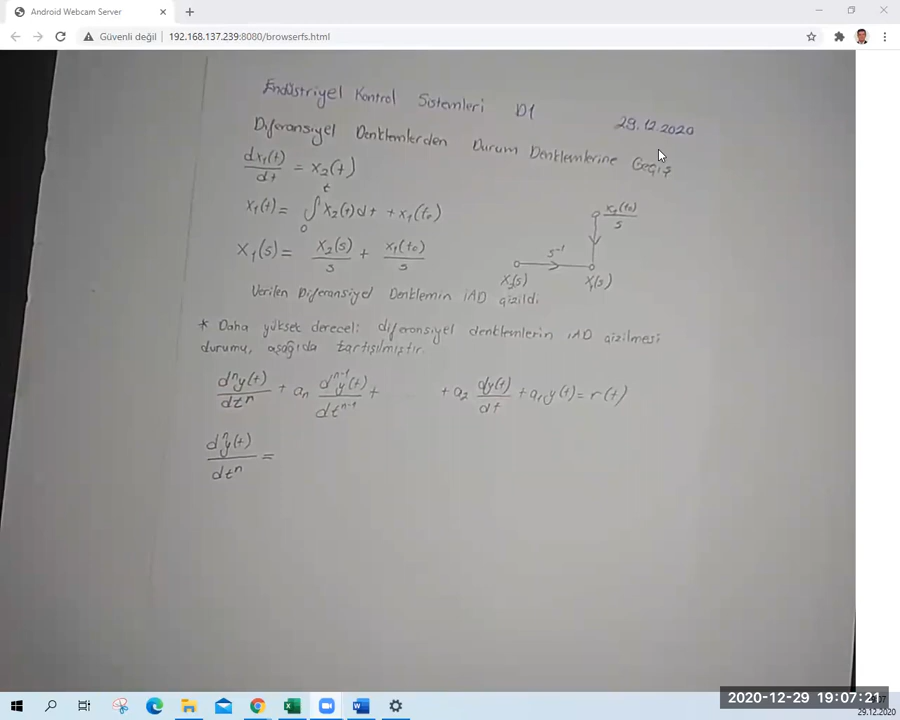 Android Webcam Server
Güvenli değil
192.168.137.239:8080/browserfs.html
Endüstriyel Kontrol Sistemleri D1
29.12.2020
Diferansiyel Denklemlerden Durum Denklemlerine Geçiş
dx₁(t)/dt = x₂(t)
x₁(t) = ∫₀ᵗ x₂(t)dt + x₁(t₀)
x₁(t₀)/s
X₁(s) = X₂(s)/s + x₁(t₀)/s
s⁻¹
X₂(s) X₁(s)
Verilen Diferansiyel Denklemin İAD çizildi.
* Daha yüksek dereceli diferansiyel denklemlerin İAD çizilmesi
durumu, aşağıda tartışılmıştır.
dⁿy(t)/dtⁿ + aₙ dⁿ⁻¹y(t)/dtⁿ⁻¹ + + a₂ dy(t)/dt + a₁y(t) = r(t)
dⁿy(t)/dtⁿ =
2020-12-29 19:07:21
29.12.2020